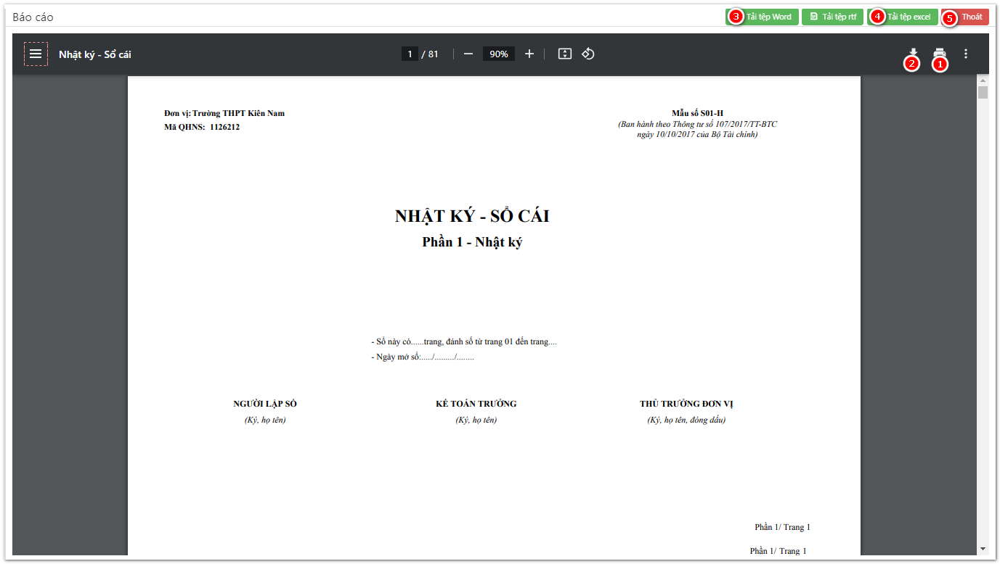 Báo cáo
3 Tải tệp Word Tải tệp rtf 4 Tải tệp excel 5 Thoát
Nhật ký - Sổ cái 1 / 81 90%
2 1
Đơn vị: Trường THPT Kiên Nam
Mã QHNS: 1126212
Mẫu số S01-H
(Ban hành theo Thông tư số 107/2017/TT-BTC
ngày 10/10/2017 của Bộ Tài chính)
NHẬT KÝ - SỔ CÁI
Phần 1 - Nhật ký
- Sổ này có......trang, đánh số từ trang 01 đến trang....
- Ngày mở sổ:...../........./........
NGƯỜI LẬP SỔ KẾ TOÁN TRƯỞNG THỦ TRƯỞNG ĐƠN VỊ
(Ký, họ tên) (Ký, họ tên) (Ký, họ tên, đóng dấu)
Phần 1/ Trang 1
Phần 1/ Trang 1